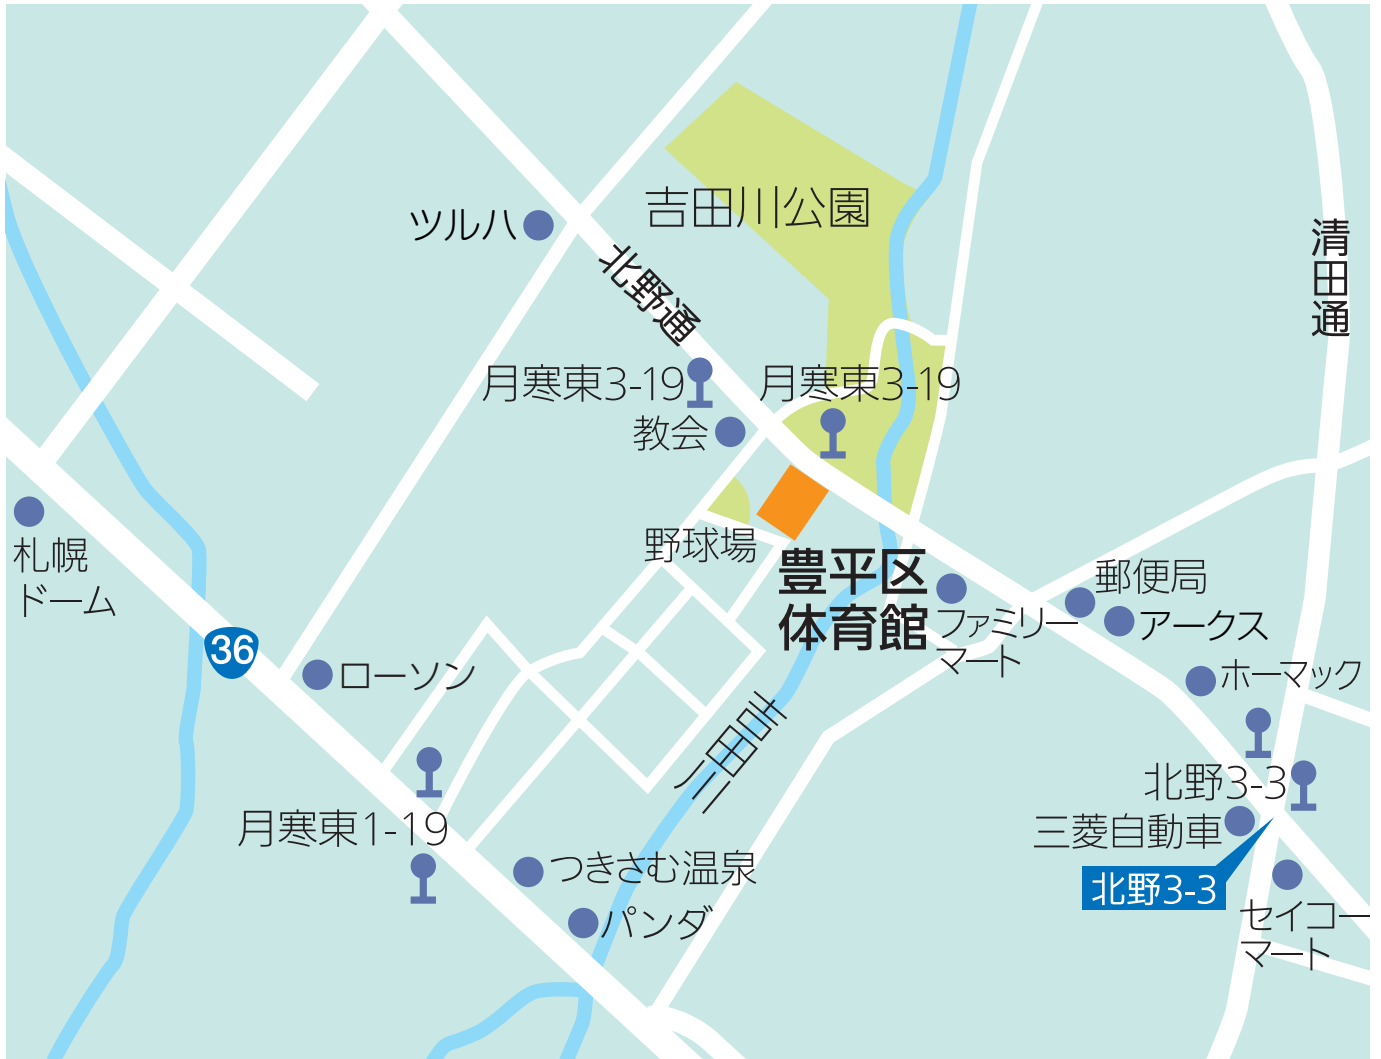 吉田川公園
ツルハ
北野通
清田通
月寒東3-19
月寒東3-19
教会
札幌
ドーム
野球場
豊平区
体育館
郵便局
ファミリー
マート
アークス
36
ローソン
ホーマック
吉田川
北野3-3
月寒東1-19
三菱自動車
つきさむ温泉
北野3-3
パンダ
セイコー
マート